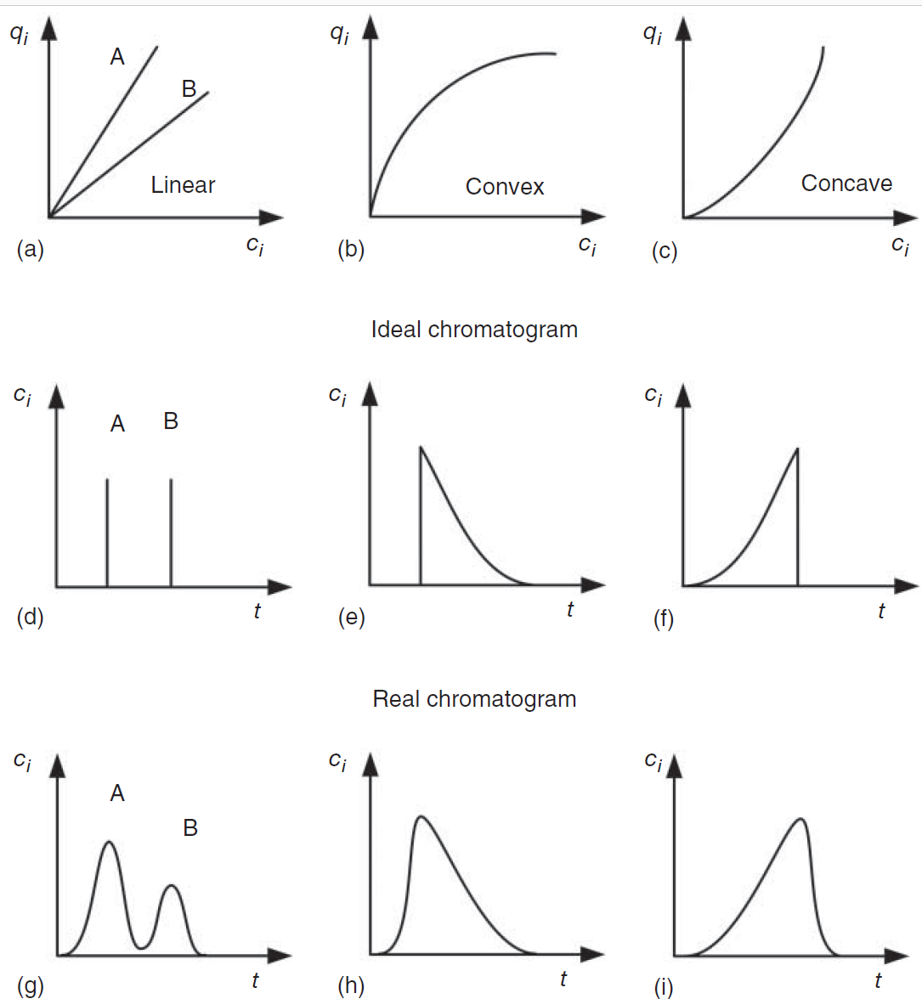 qi
A
B
Linear
ci
(a)
qi
Convex
ci
(b)
qi
Concave
ci
(c)
Ideal chromatogram
ci
A
B
t
(d)
ci
t
(e)
ci
t
(f)
Real chromatogram
ci
A
B
t
(g)
ci
t
(h)
ci
t
(i)